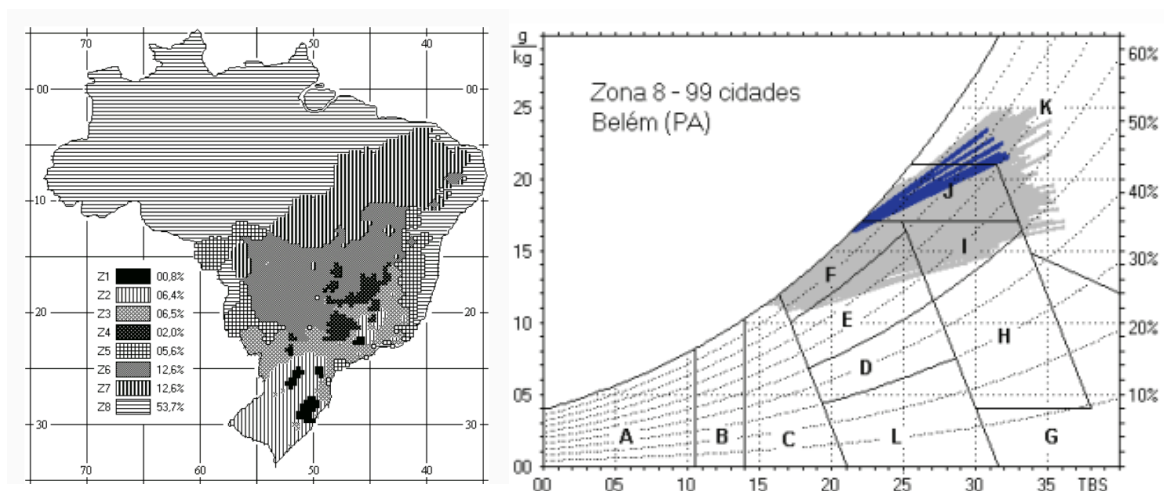 70 50 40
00 00
10
20 20
30 30
70 60 50 40
Z1 00,8%
Z2 06,4%
Z3 06,5%
Z4 02,0%
Z5 05,6%
Z6 12,6%
Z7 12,6%
Z8 53,7%
g
kg
Zona 8 - 99 cidades
Belém (PA)
25
20
15
10
05
00
60%
50%
40%
30%
20%
10%
K
J
I
F
E
D
H
A B C L G
00 05 10 15 20 25 30 35 TBS